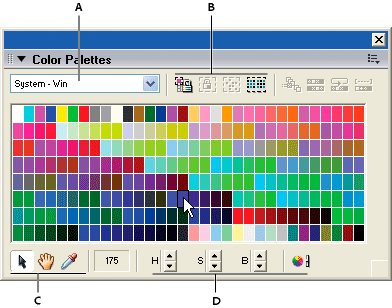 A B
Color Palettes
System - Win
175 H S B
C D